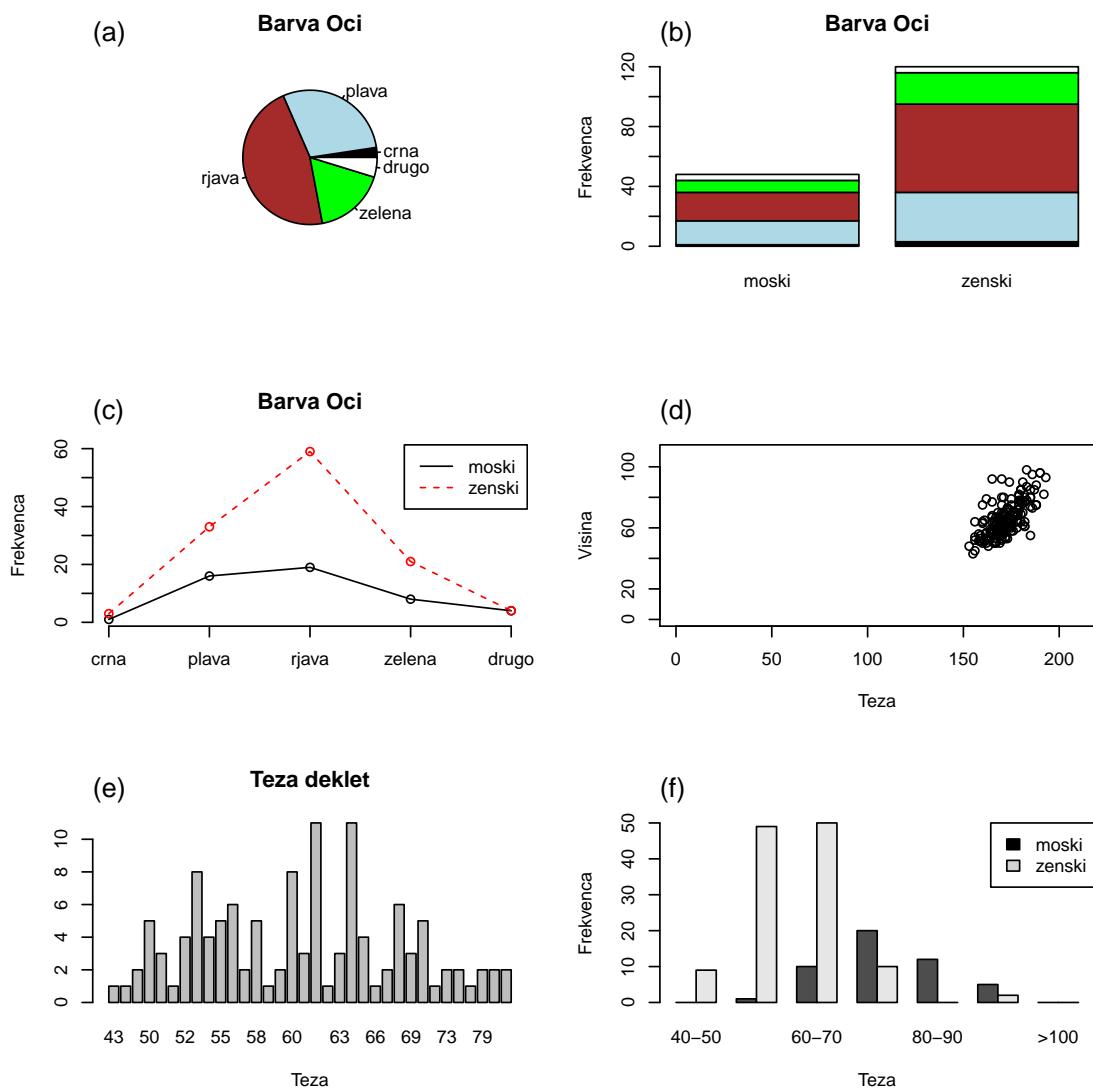 (a)
Barva Oci
crna
plava
rjava
zelena
drugo
(b)
Barva Oci
Frekvenca
0
40
80
120
moski
zenski
(c)
Barva Oci
Frekvenca
0
20
40
60
crna
plava
rjava
zelena
drugo
moski
zenski
(d)
Visina
0
20
40
60
100
0
50
100
150
200
Teza
(e)
Teza deklet
0
2
4
6
8
10
43
50
52
55
58
60
63
66
69
73
79
Teza
(f)
Frekvenca
0
10
20
30
40
50
40–50
60–70
80–90
>100
Teza
moski
zenski